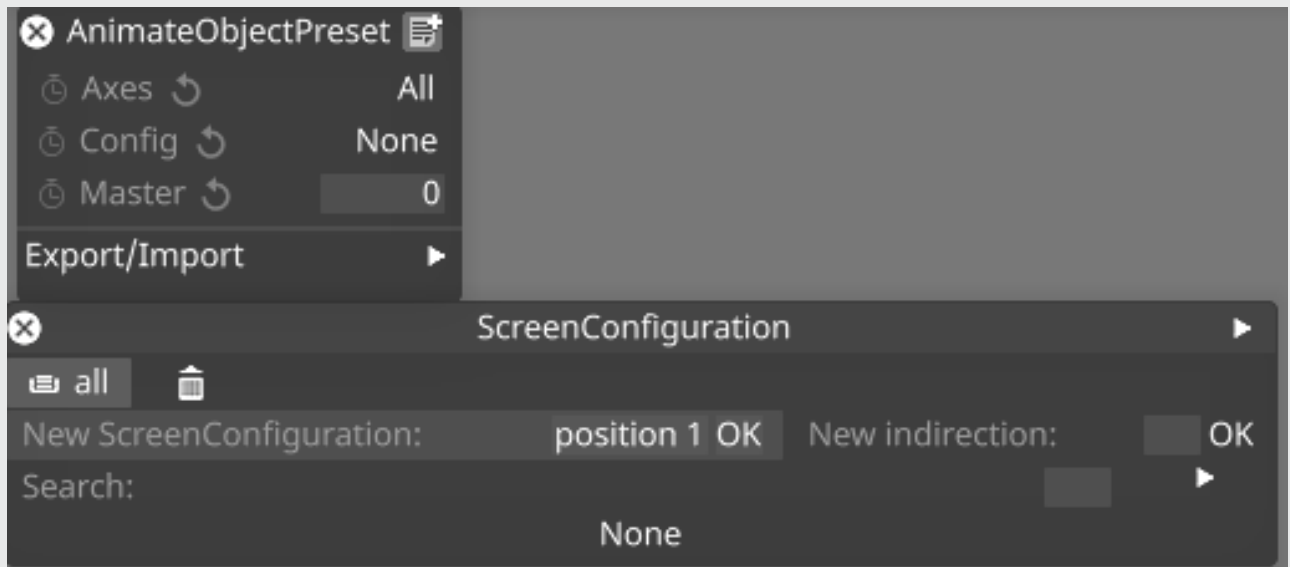 AnimateObjectPreset
Axes All
Config None
Master 0
Export/Import
ScreenConfiguration
all
New ScreenConfiguration: position 1 OK New indirection: OK
Search:
None